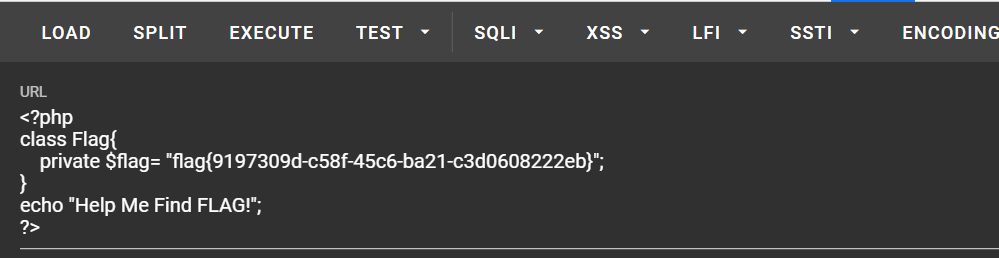 LOAD SPLIT EXECUTE TEST SQLI XSS LFI SSTI ENCODING
URL
<?php
class Flag{
    private $flag= "flag{9197309d-c58f-45c6-ba21-c3d0608222eb}";
}
echo "Help Me Find FLAG!";
?>